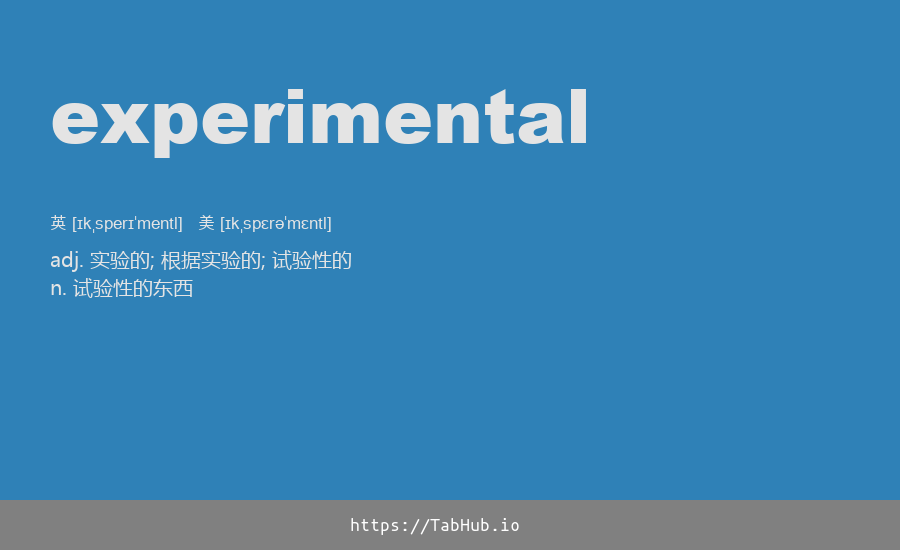 experimental
英 [ɪkˌsperɪˈmentl] 美 [ɪkˌspɛrəˈmɛntl]
adj. 实验的; 根据实验的; 试验性的
n. 试验性的东西
https://TabHub.io